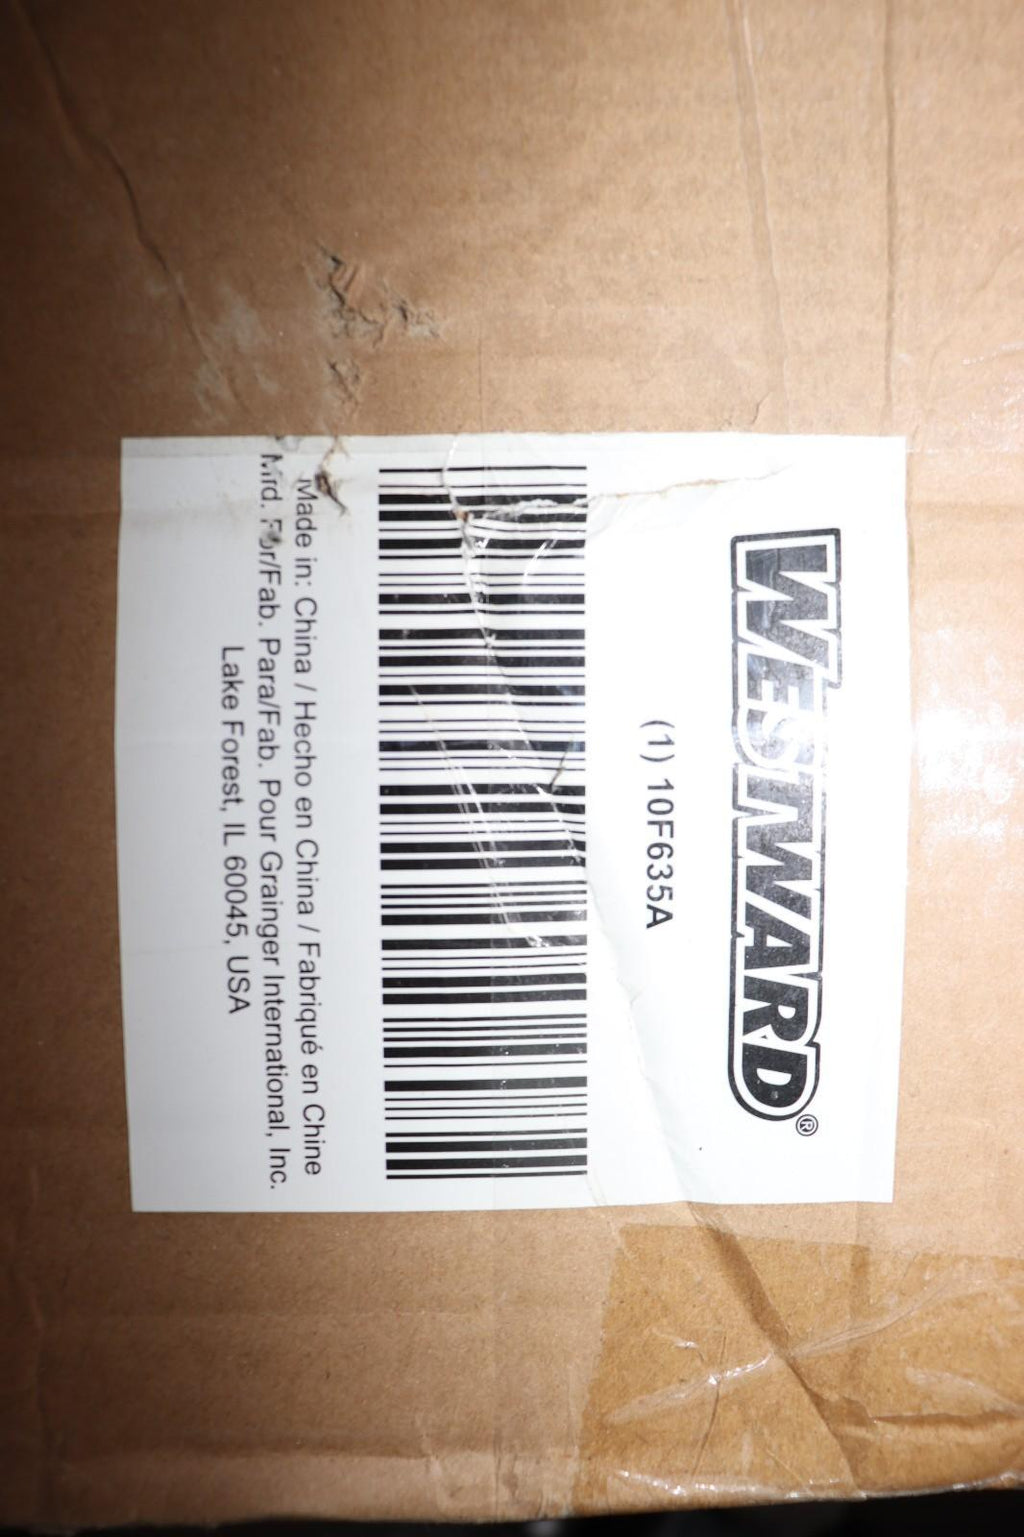 WESTWARD®
(1) 10F635A
Made in: China / Hecho en China / Fabriqué en Chine
Mfd. For/Fab. Para/Fab. Pour Grainger International, Inc.
Lake Forest, IL 60045, USA